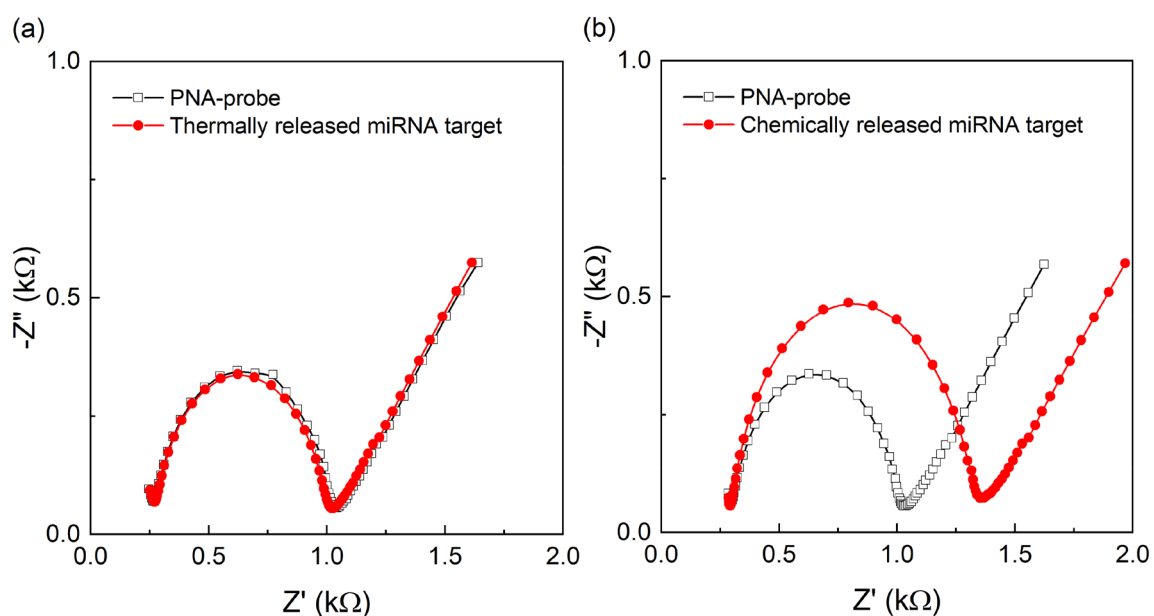 (a)
1.0
PNA-probe
Thermally released miRNA target
-Z'' (kΩ)
0.5
0.0
0.0 0.5 1.0 1.5 2.0
Z' (kΩ)
(b)
1.0
PNA-probe
Chemically released miRNA target
-Z'' (kΩ)
0.5
0.0
0.0 0.5 1.0 1.5 2.0
Z' (kΩ)